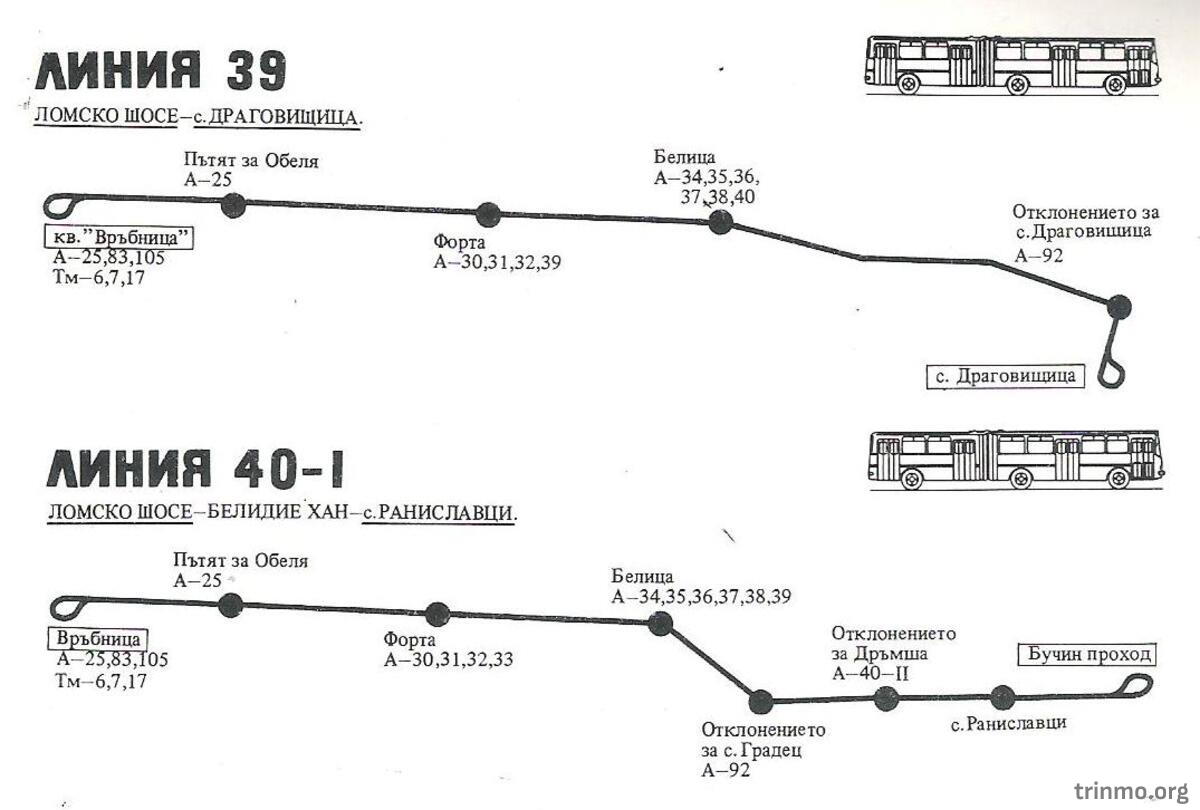 ЛИНИЯ 39
ЛОМСКО ШОСЕ–с.ДРАГОВИЩИЦА.
Пътят за Обеля
А–25
Белица
А–34,35,36,
37,38,40
Отклонението за
с.Драговищица
А–92
кв."Връбница"
А–25,83,105
Тм–6,7,17
Форта
А–30,31,32,39
с. Драговищица
ЛИНИЯ 40-I
ЛОМСКО ШОСЕ–БЕЛИДИЕ ХАН–с.РАНИСЛАВЦИ.
Пътят за Обеля
А–25
Белица
А–34,35,36,37,38,39
Връбница
А–25,83,105
Тм–6,7,17
Форта
А–30,31,32,33
Отклонението
за Дръмша
А–40–II
Бучин проход
Отклонението
за с.Градец
А–92
с.Раниславци
trinmo.org